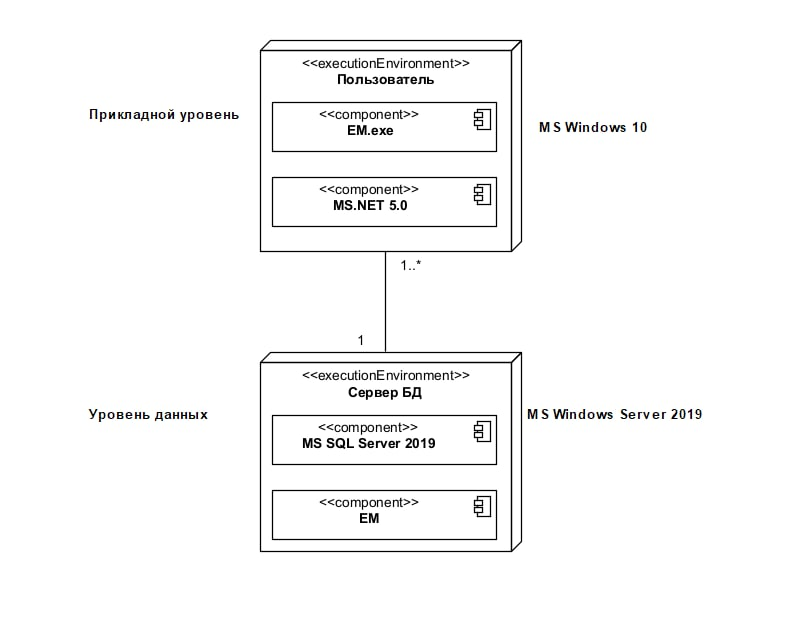 <<executionEnvironment>>
Пользователь
Прикладной уровень
<<component>>
EM.exe
MS Windows 10
<<component>>
MS.NET 5.0
1..*
1
<<executionEnvironment>>
Сервер БД
Уровень данных
MS Windows Server 2019
<<component>>
MS SQL Server 2019
<<component>>
EM